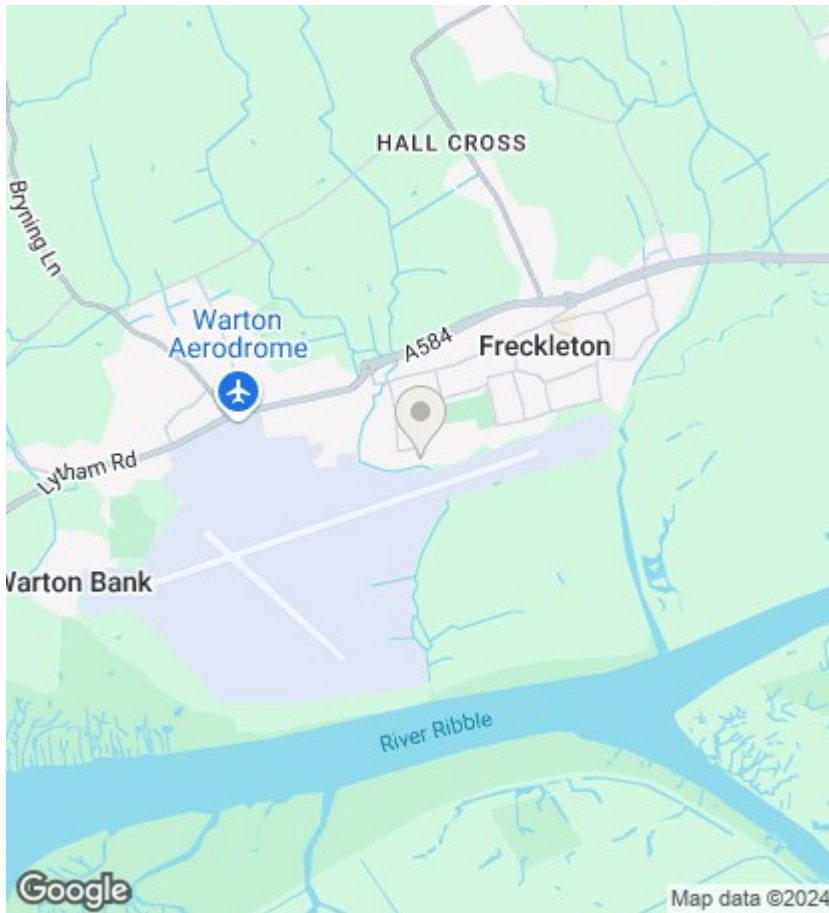 HALL CROSS
Bryning Ln
Warton
Aerodrome
A584
Freckleton
Lytham Rd
Warton Bank
River Ribble
Google
Map data ©2024